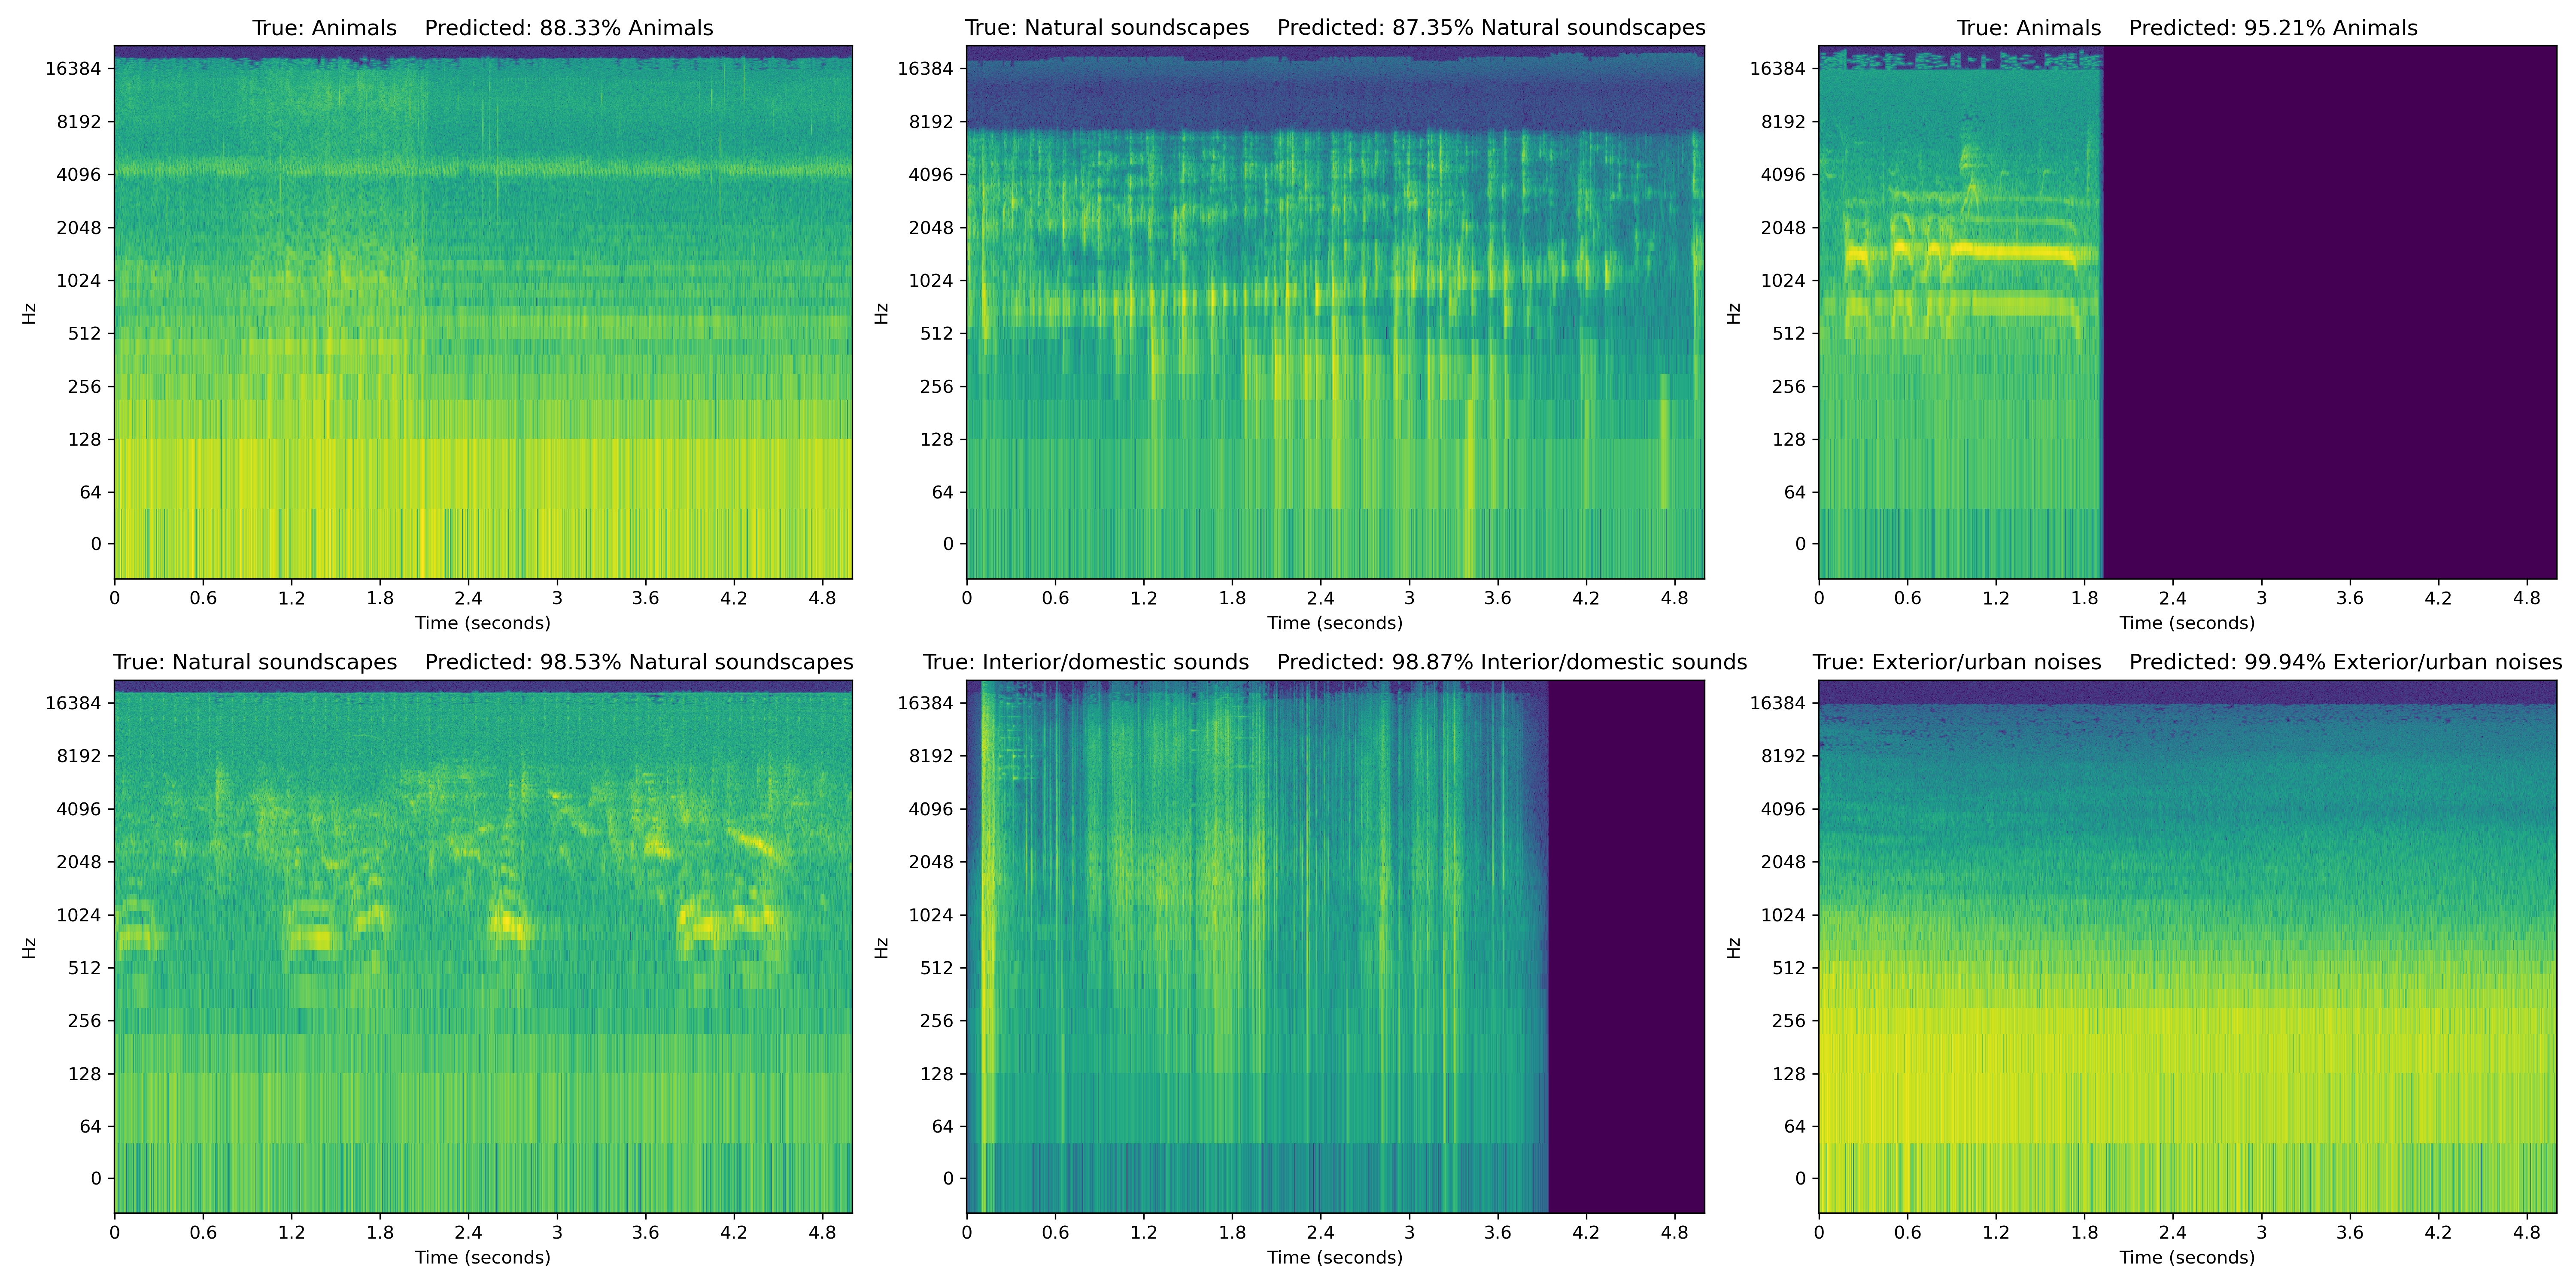 True: Animals    Predicted: 88.33% Animals
16384
8192
4096
2048
1024
512
256
128
64
0
Hz
0 0.6 1.2 1.8 2.4 3 3.6 4.2 4.8
Time (seconds)
True: Natural soundscapes    Predicted: 87.35% Natural soundscapes
16384
8192
4096
2048
1024
512
256
128
64
0
Hz
0 0.6 1.2 1.8 2.4 3 3.6 4.2 4.8
Time (seconds)
True: Animals    Predicted: 95.21% Animals
16384
8192
4096
2048
1024
512
256
128
64
0
Hz
0 0.6 1.2 1.8 2.4 3 3.6 4.2 4.8
Time (seconds)
True: Natural soundscapes    Predicted: 98.53% Natural soundscapes
16384
8192
4096
2048
1024
512
256
128
64
0
Hz
0 0.6 1.2 1.8 2.4 3 3.6 4.2 4.8
Time (seconds)
True: Interior/domestic sounds    Predicted: 98.87% Interior/domestic sounds
16384
8192
4096
2048
1024
512
256
128
64
0
Hz
0 0.6 1.2 1.8 2.4 3 3.6 4.2 4.8
Time (seconds)
True: Exterior/urban noises    Predicted: 99.94% Exterior/urban noises
16384
8192
4096
2048
1024
512
256
128
64
0
Hz
0 0.6 1.2 1.8 2.4 3 3.6 4.2 4.8
Time (seconds)